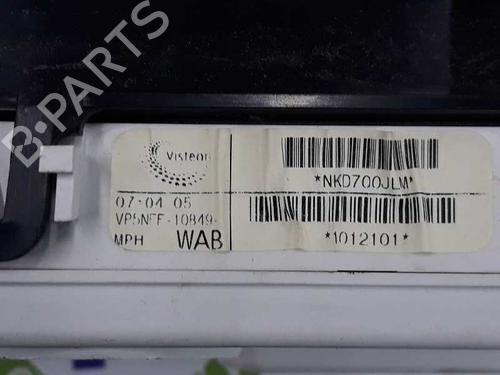 B-PARTS
Visteon
*NKD700JLM*
07-04 05
VP5NFF-10849-
MPH WAB
*1012101*